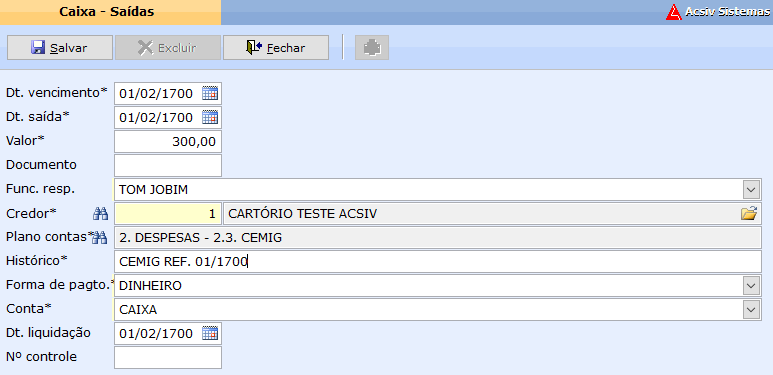 Caixa - Saídas
Acsiv Sistemas
Salvar Excluir Fechar
Dt. vencimento* 01/02/1700
Dt. saída* 01/02/1700
Valor* 300,00
Documento
Func. resp. TOM JOBIM
Credor* 1 CARTÓRIO TESTE ACSIV
Plano contas* 2. DESPESAS - 2.3. CEMIG
Histórico* CEMIG REF. 01/1700
Forma de pagto.* DINHEIRO
Conta* CAIXA
Dt. liquidação 01/02/1700
Nº controle